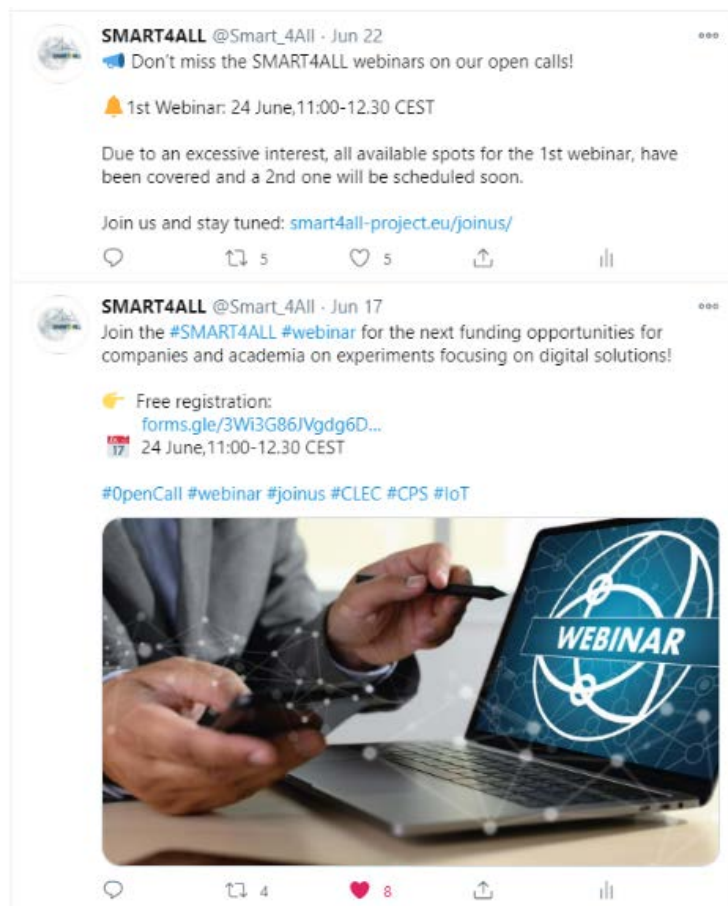 SMART4ALL @Smart_4All · Jun 22
Don't miss the SMART4ALL webinars on our open calls!
1st Webinar: 24 June,11:00-12.30 CEST
Due to an excessive interest, all available spots for the 1st webinar, have
been covered and a 2nd one will be scheduled soon.
Join us and stay tuned: smart4all-project.eu/joinus/
5 5
SMART4ALL @Smart_4All · Jun 17
Join the #SMART4ALL #webinar for the next funding opportunities for
companies and academia on experiments focusing on digital solutions!
Free registration:
forms.gle/3Wi3G86JVgdg6D...
17 24 June,11:00-12.30 CEST
#0penCall #webinar #joinus #CLEC #CPS #IoT
WEBINAR
4 8